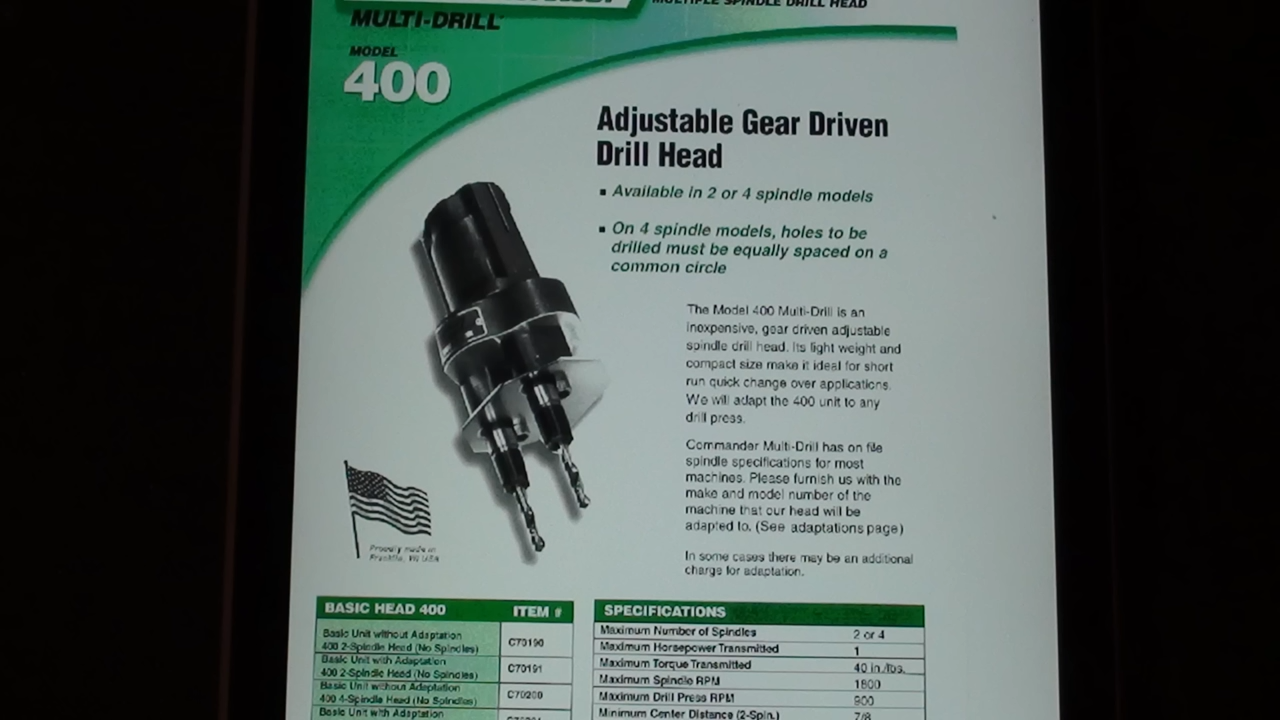 MULTIPLE SPINDLE DRILL HEAD
MULTI-DRILL
MODEL
400
Adjustable Gear Driven
Drill Head
▪ Available in 2 or 4 spindle models
▪ On 4 spindle models, holes to be
drilled must be equally spaced on a
common circle
The Model 400 Multi-Drill is an
inexpensive, gear driven adjustable
spindle drill head. Its light weight and
compact size make it ideal for short
run quick change over applications.
We will adapt the 400 unit to any
drill press.
Commander Multi-Drill has on file
spindle specifications for most
machines. Please furnish us with the
make and model number of the
machine that our head will be
adapted to. (See adaptations page)
In some cases there may be an additional
charge for adaptation.
Proudly made in
Franklin, WI USA
BASIC HEAD 400 ITEM #
Basic Unit without Adaptation
400 2-Spindle Head (No Spindles) C70190
Basic Unit with Adaptation
400 2-Spindle Head (No Spindles) C70191
Basic Unit without Adaptation
400 4-Spindle Head (No Spindles) C70200
Basic Unit with Adaptation
SPECIFICATIONS
Maximum Number of Spindles 2 or 4
Maximum Horsepower Transmitted 1
Maximum Torque Transmitted 40 in./lbs.
Maximum Spindle RPM 1800
Maximum Drill Press RPM 900
Minimum Center Distance (2-Spin.) 7/8